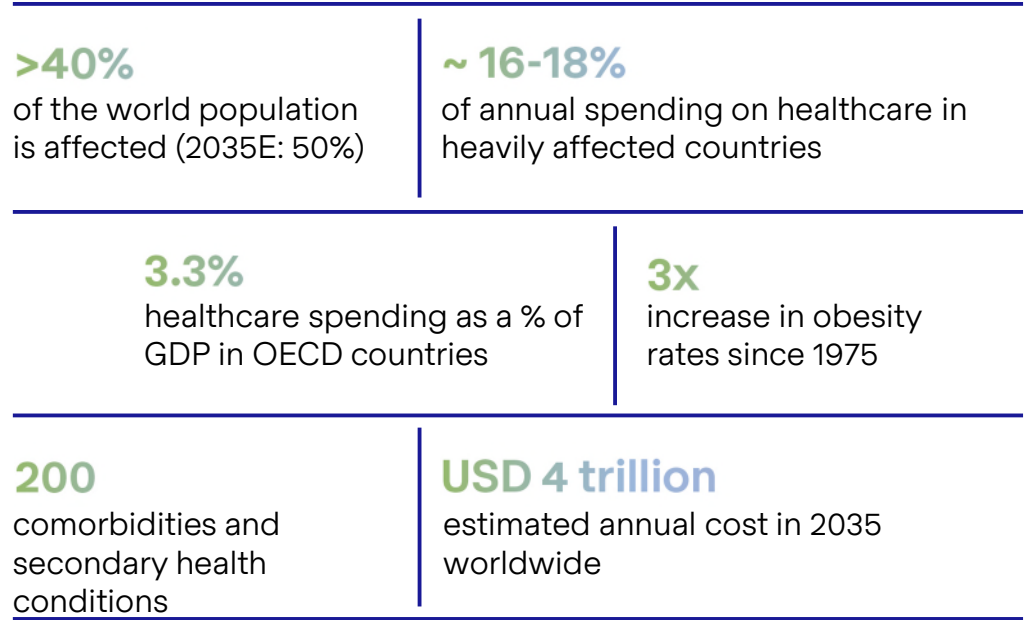 >40%
of the world population
is affected (2035E: 50%)
~ 16-18%
of annual spending on healthcare in
heavily affected countries
3.3%
healthcare spending as a % of
GDP in OECD countries
3x
increase in obesity
rates since 1975
200
comorbidities and
secondary health
conditions
USD 4 trillion
estimated annual cost in 2035
worldwide